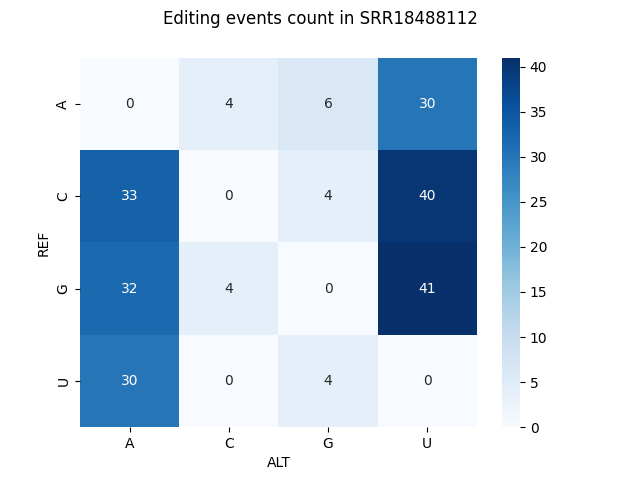 Editing events count in SRR18488112
A 0 4 6 30
C 33 0 4 40
G 32 4 0 41
U 30 0 4 0
A C G U
REF
ALT
40
35
30
25
20
15
10
5
0